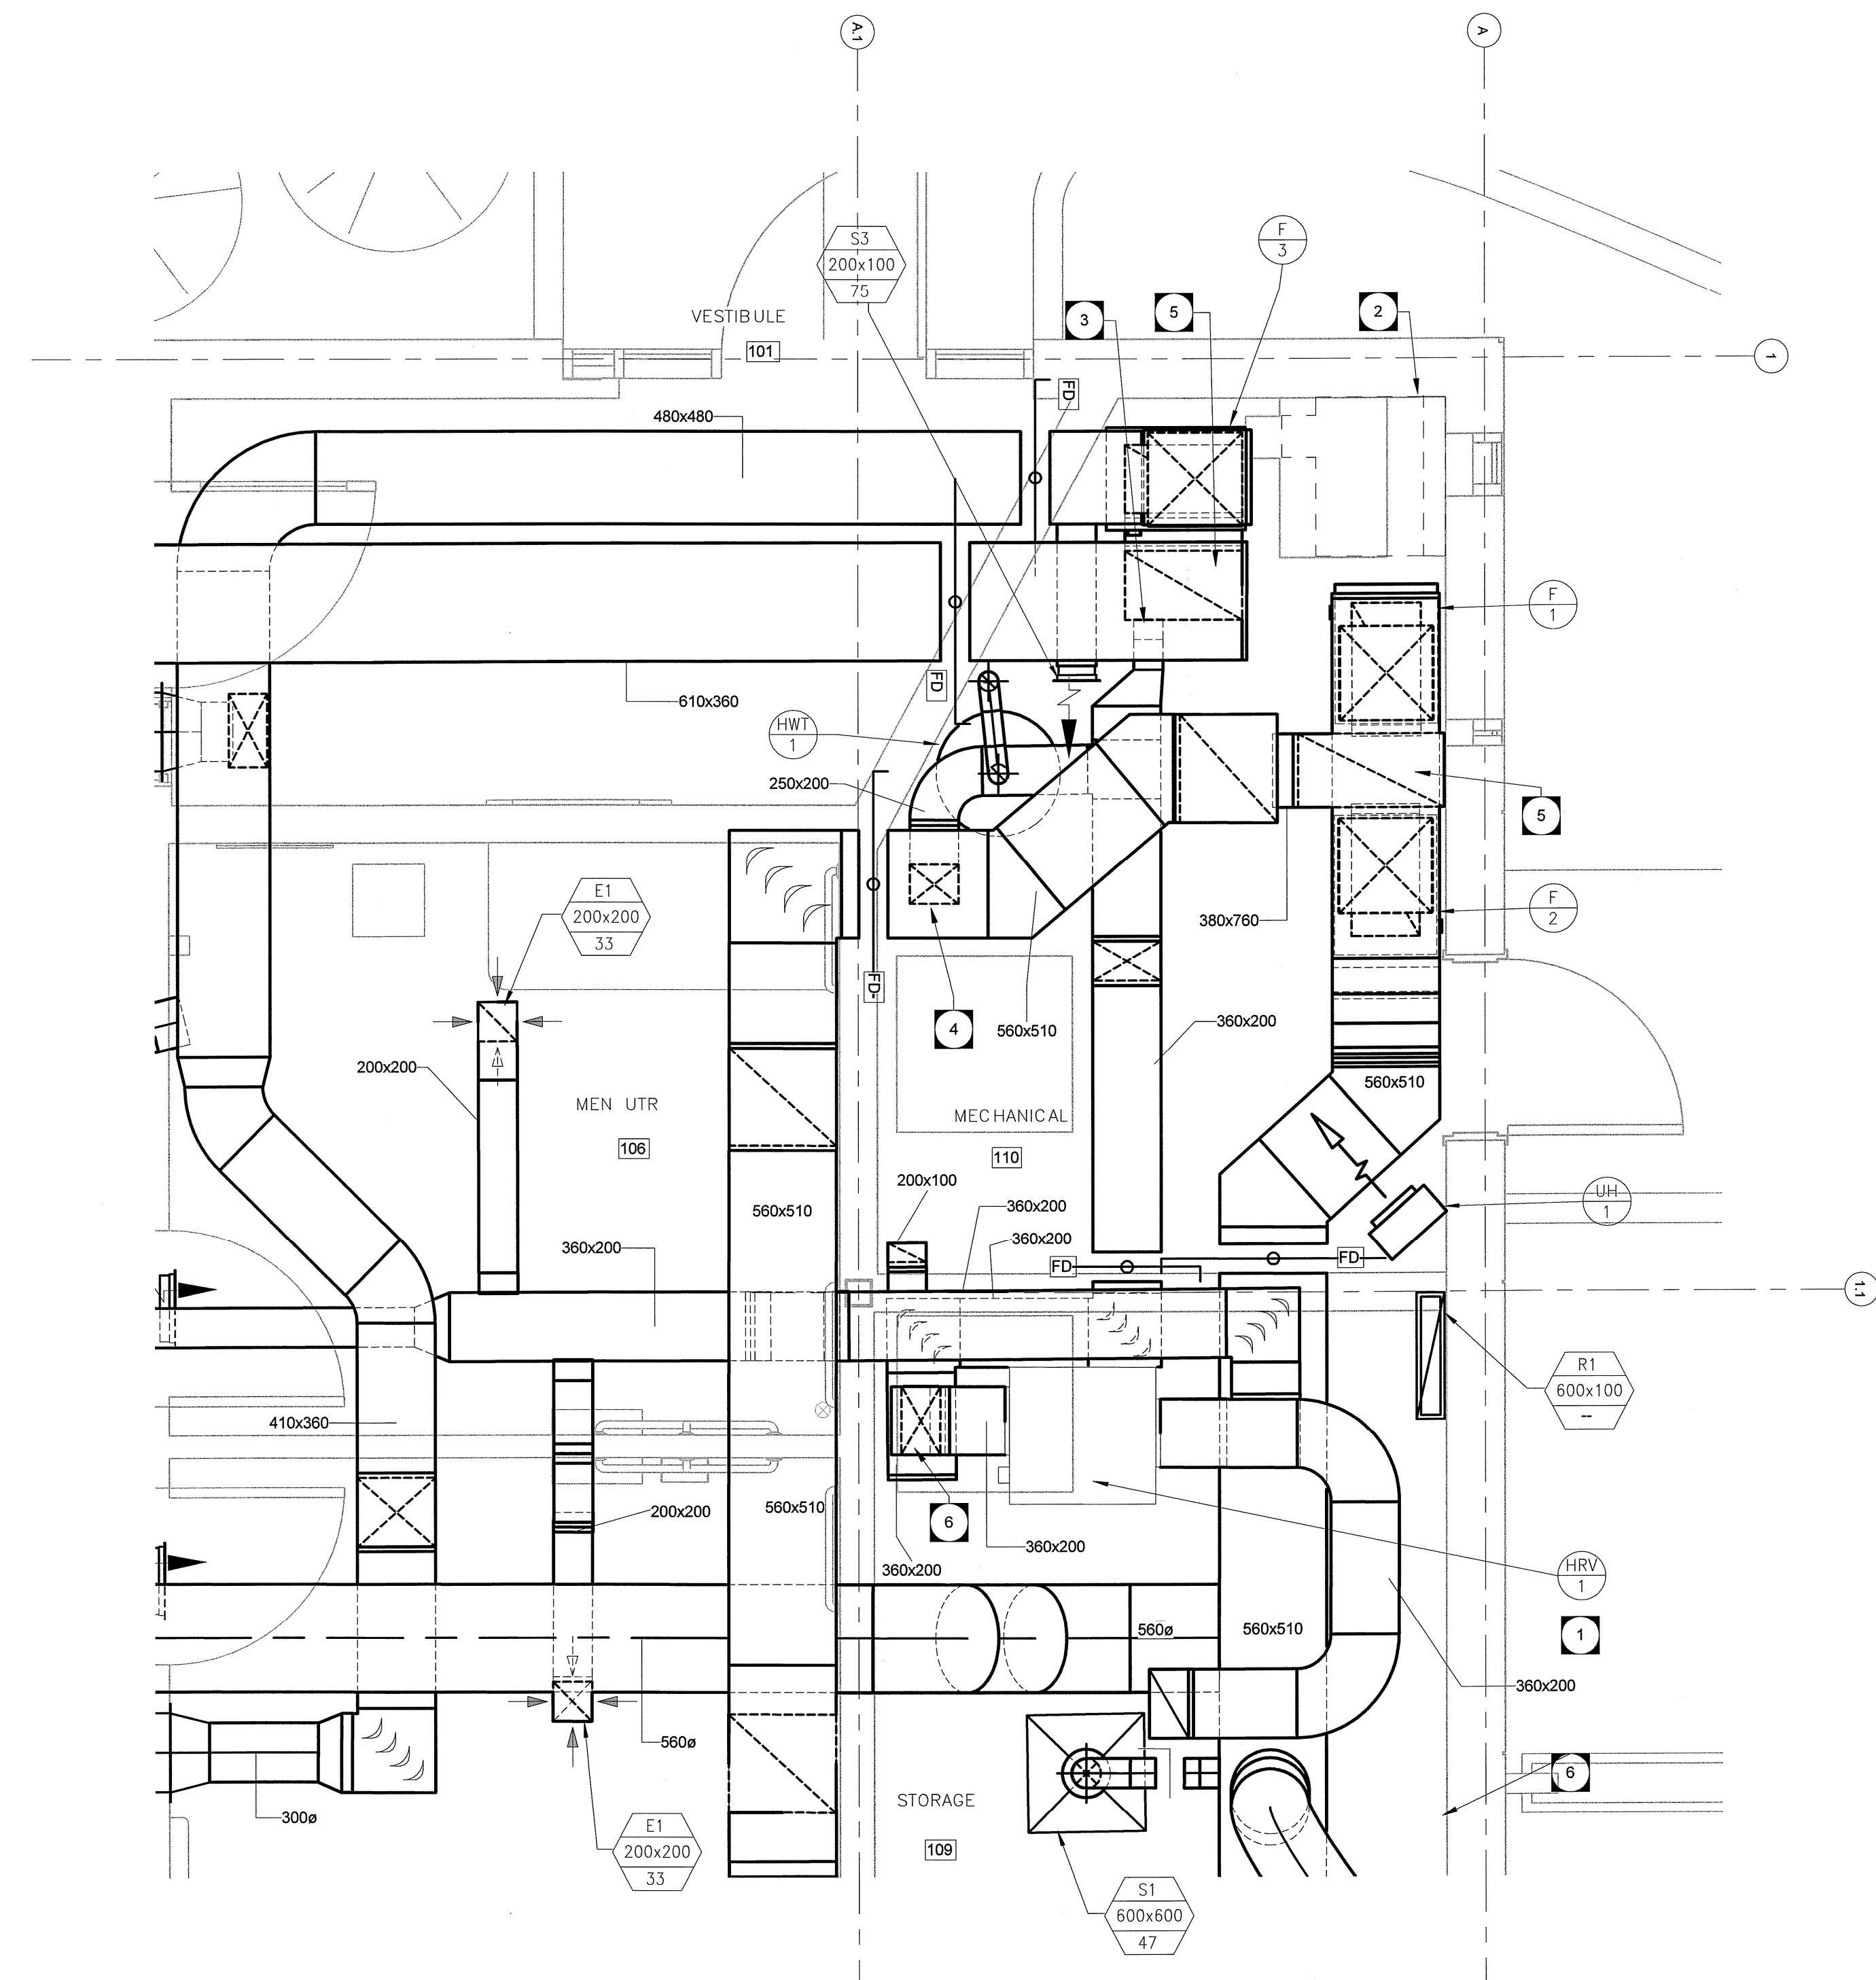 A.1
A
F
3
S3
200x100
75
VESTIBULE
101
3
5
2
1
FD
480x480
F
1
FD
610x360
HWT
1
250x200
5
E1
200x200
33
380x760
F
2
FD
4
560x510
360x200
200x200
560x510
MEN UTR
106
MECHANICAL
110
200x100
560x510
360x200
UH
1
360x200
360x200
FD
FD
1.1
R1
600x100
--
410x360
560x510
200x200
6
360x200
360x200
HRV
1
560ø
560x510
1
360x200
560ø
6
300ø
STORAGE
E1
200x200
33
109
S1
600x600
47